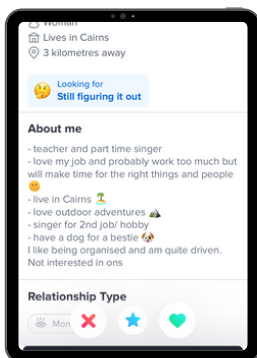 Woman
Lives in Cairns
3 kilometres away
Looking for
Still figuring it out
About me
- teacher and part time singer
- love my job and probably work too much but
will make time for the right things and people
- live in Cairns
- love outdoor adventures
- singer for 2nd job/ hobby
- have a dog for a bestie
I like being organised and am quite driven.
Not interested in ons
Relationship Type